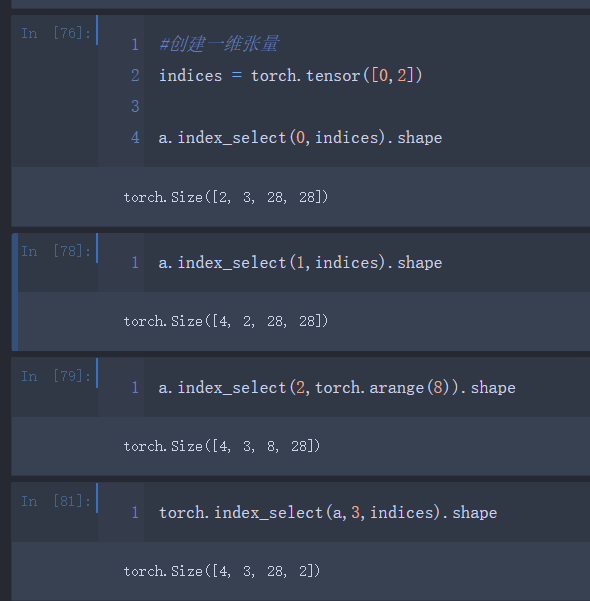 In [76]:
1 #创建一维张量
2 indices = torch.tensor([0,2])
3
4 a.index_select(0,indices).shape
torch.Size([2, 3, 28, 28])
In [78]:
1 a.index_select(1,indices).shape
torch.Size([4, 2, 28, 28])
In [79]:
1 a.index_select(2,torch.arange(8)).shape
torch.Size([4, 3, 8, 28])
In [81]:
1 torch.index_select(a,3,indices).shape
torch.Size([4, 3, 28, 2])